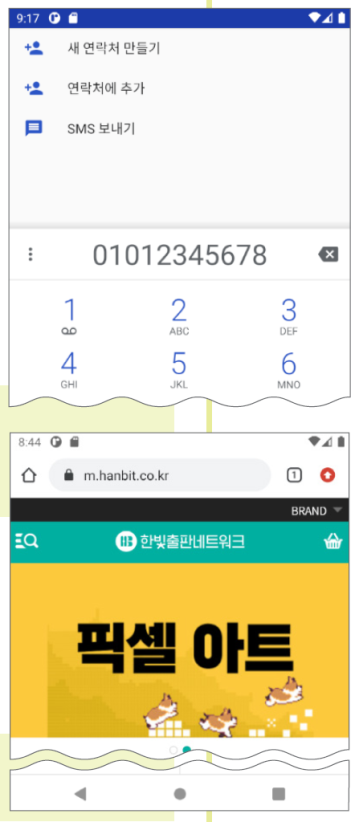 9:17
새 연락처 만들기
연락처에 추가
SMS 보내기
01012345678
1 2 3
ABC DEF
4 5 6
GHI JKL MNO
8:44
m.hanbit.co.kr 1
BRAND
한빛출판네트워크
픽셀 아트